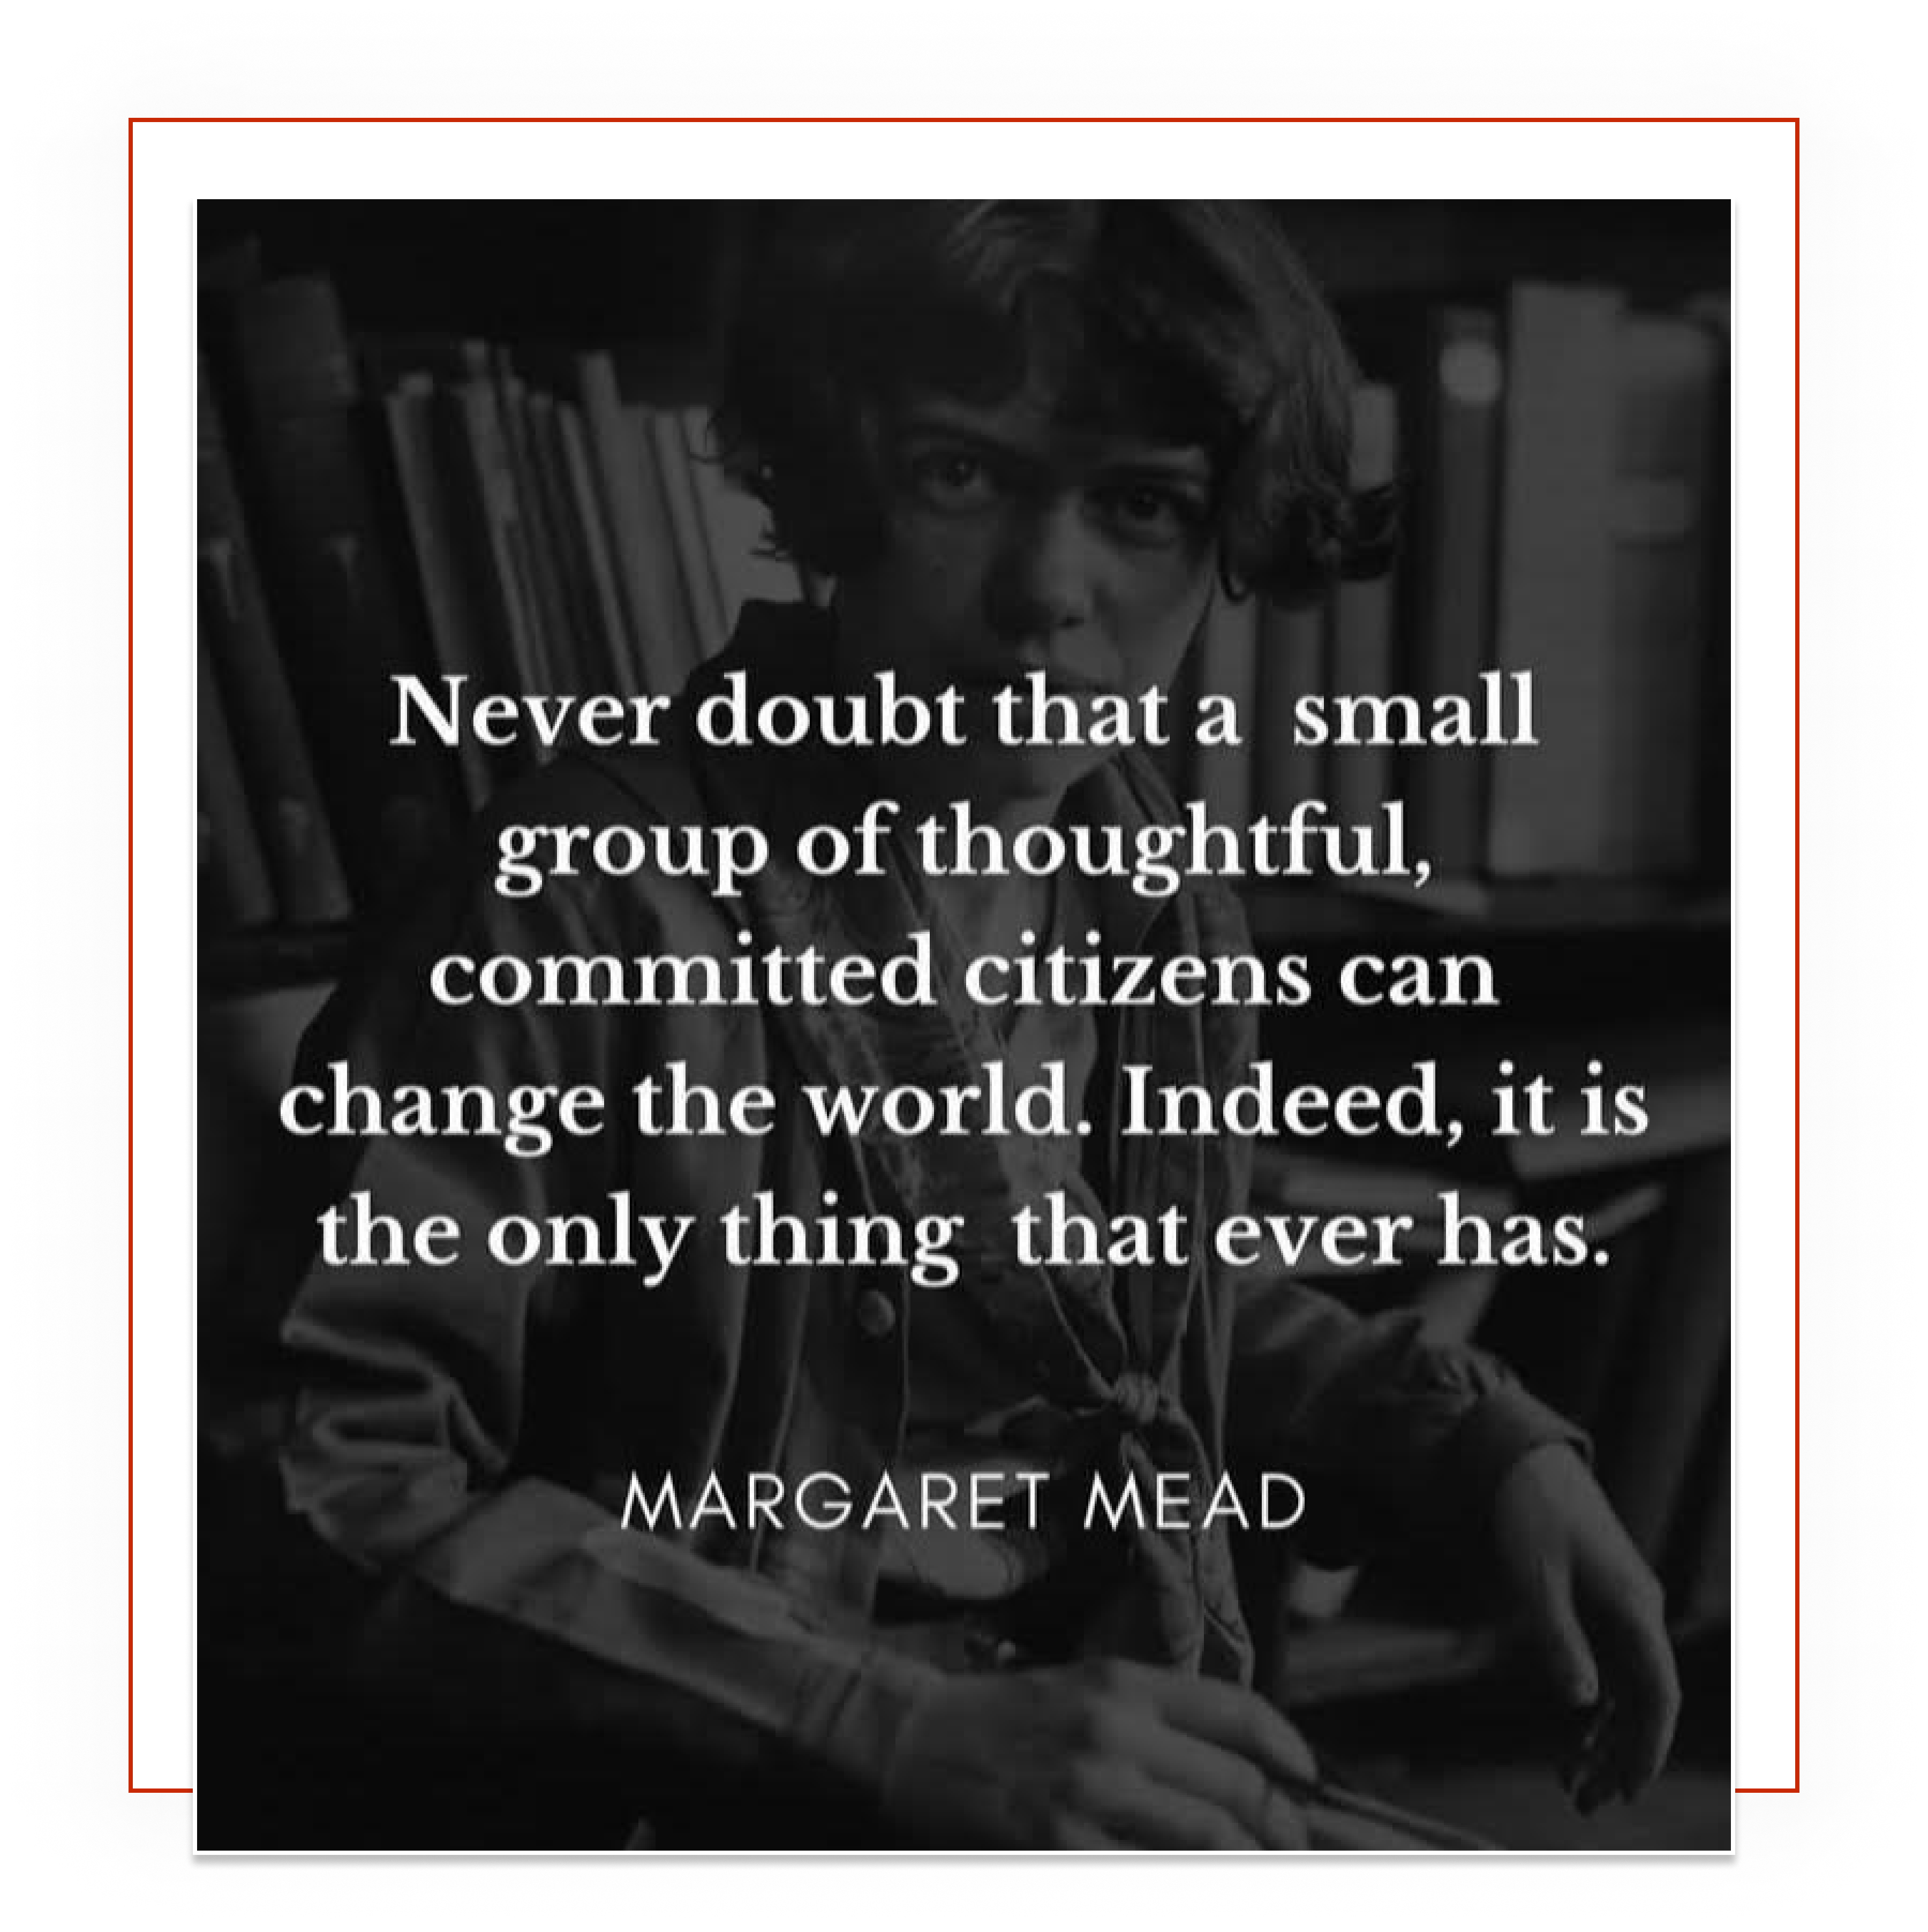 Never doubt that a  small
group of thoughtful,
committed citizens can
change the world. Indeed, it is
the only thing  that ever has.
MARGARET MEAD